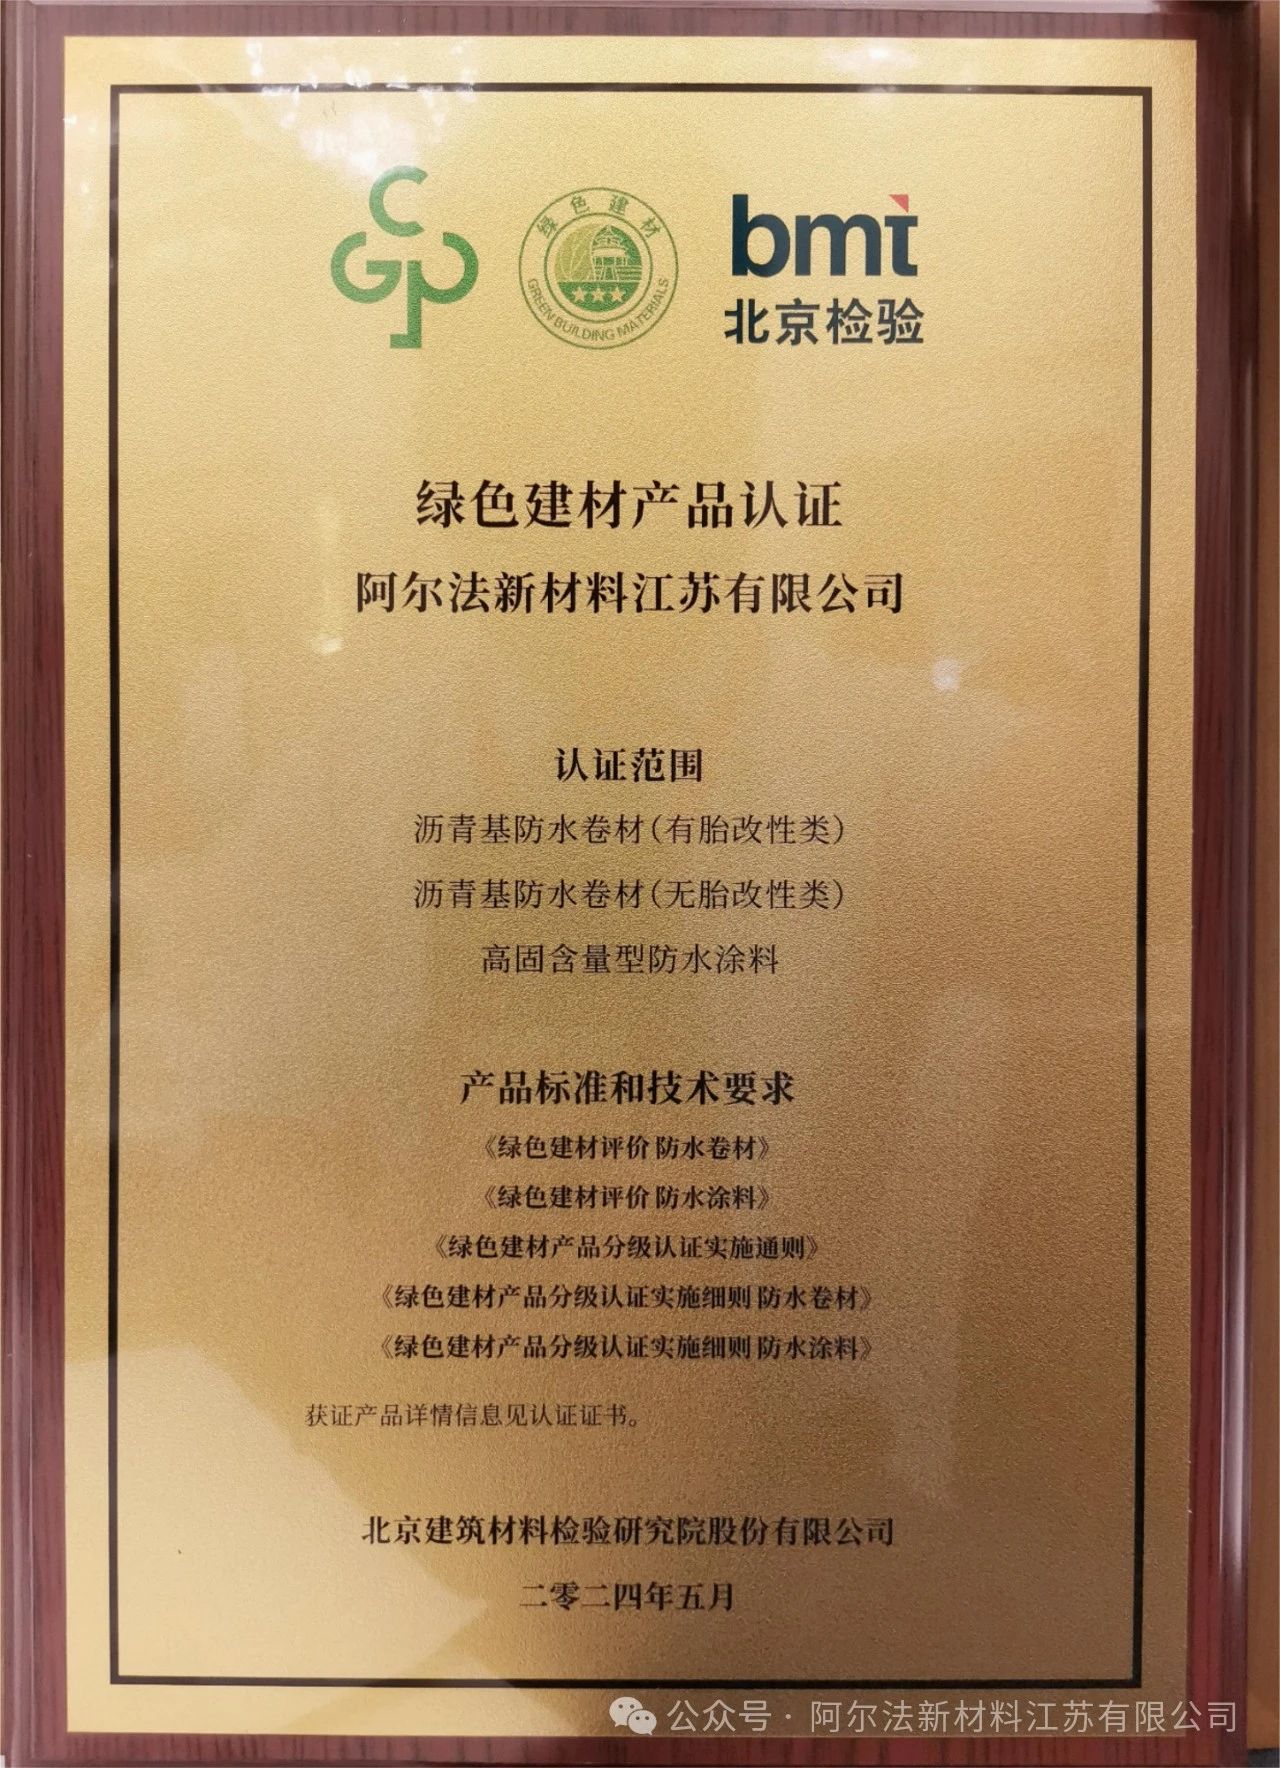 CGP
绿色建材
GREEN BUILDING MATERIALS
bmt
北京检验
绿色建材产品认证
阿尔法新材料江苏有限公司
认证范围
沥青基防水卷材(有胎改性类)
沥青基防水卷材(无胎改性类)
高固含量型防水涂料
产品标准和技术要求
《绿色建材评价 防水卷材》
《绿色建材评价 防水涂料》
《绿色建材产品分级认证实施通则》
《绿色建材产品分级认证实施细则 防水卷材》
《绿色建材产品分级认证实施细则 防水涂料》
获证产品详情信息见认证证书。
北京建筑材料检验研究院股份有限公司
二零二四年五月
公众号·阿尔法新材料江苏有限公司